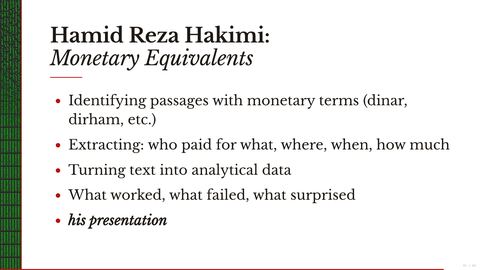 Hamid Reza Hakimi:
Monetary Equivalents
• Identifying passages with monetary terms (dinar,
dirham, etc.)
• Extracting: who paid for what, where, when, how much
• Turning text into analytical data
• What worked, what failed, what surprised
• his presentation